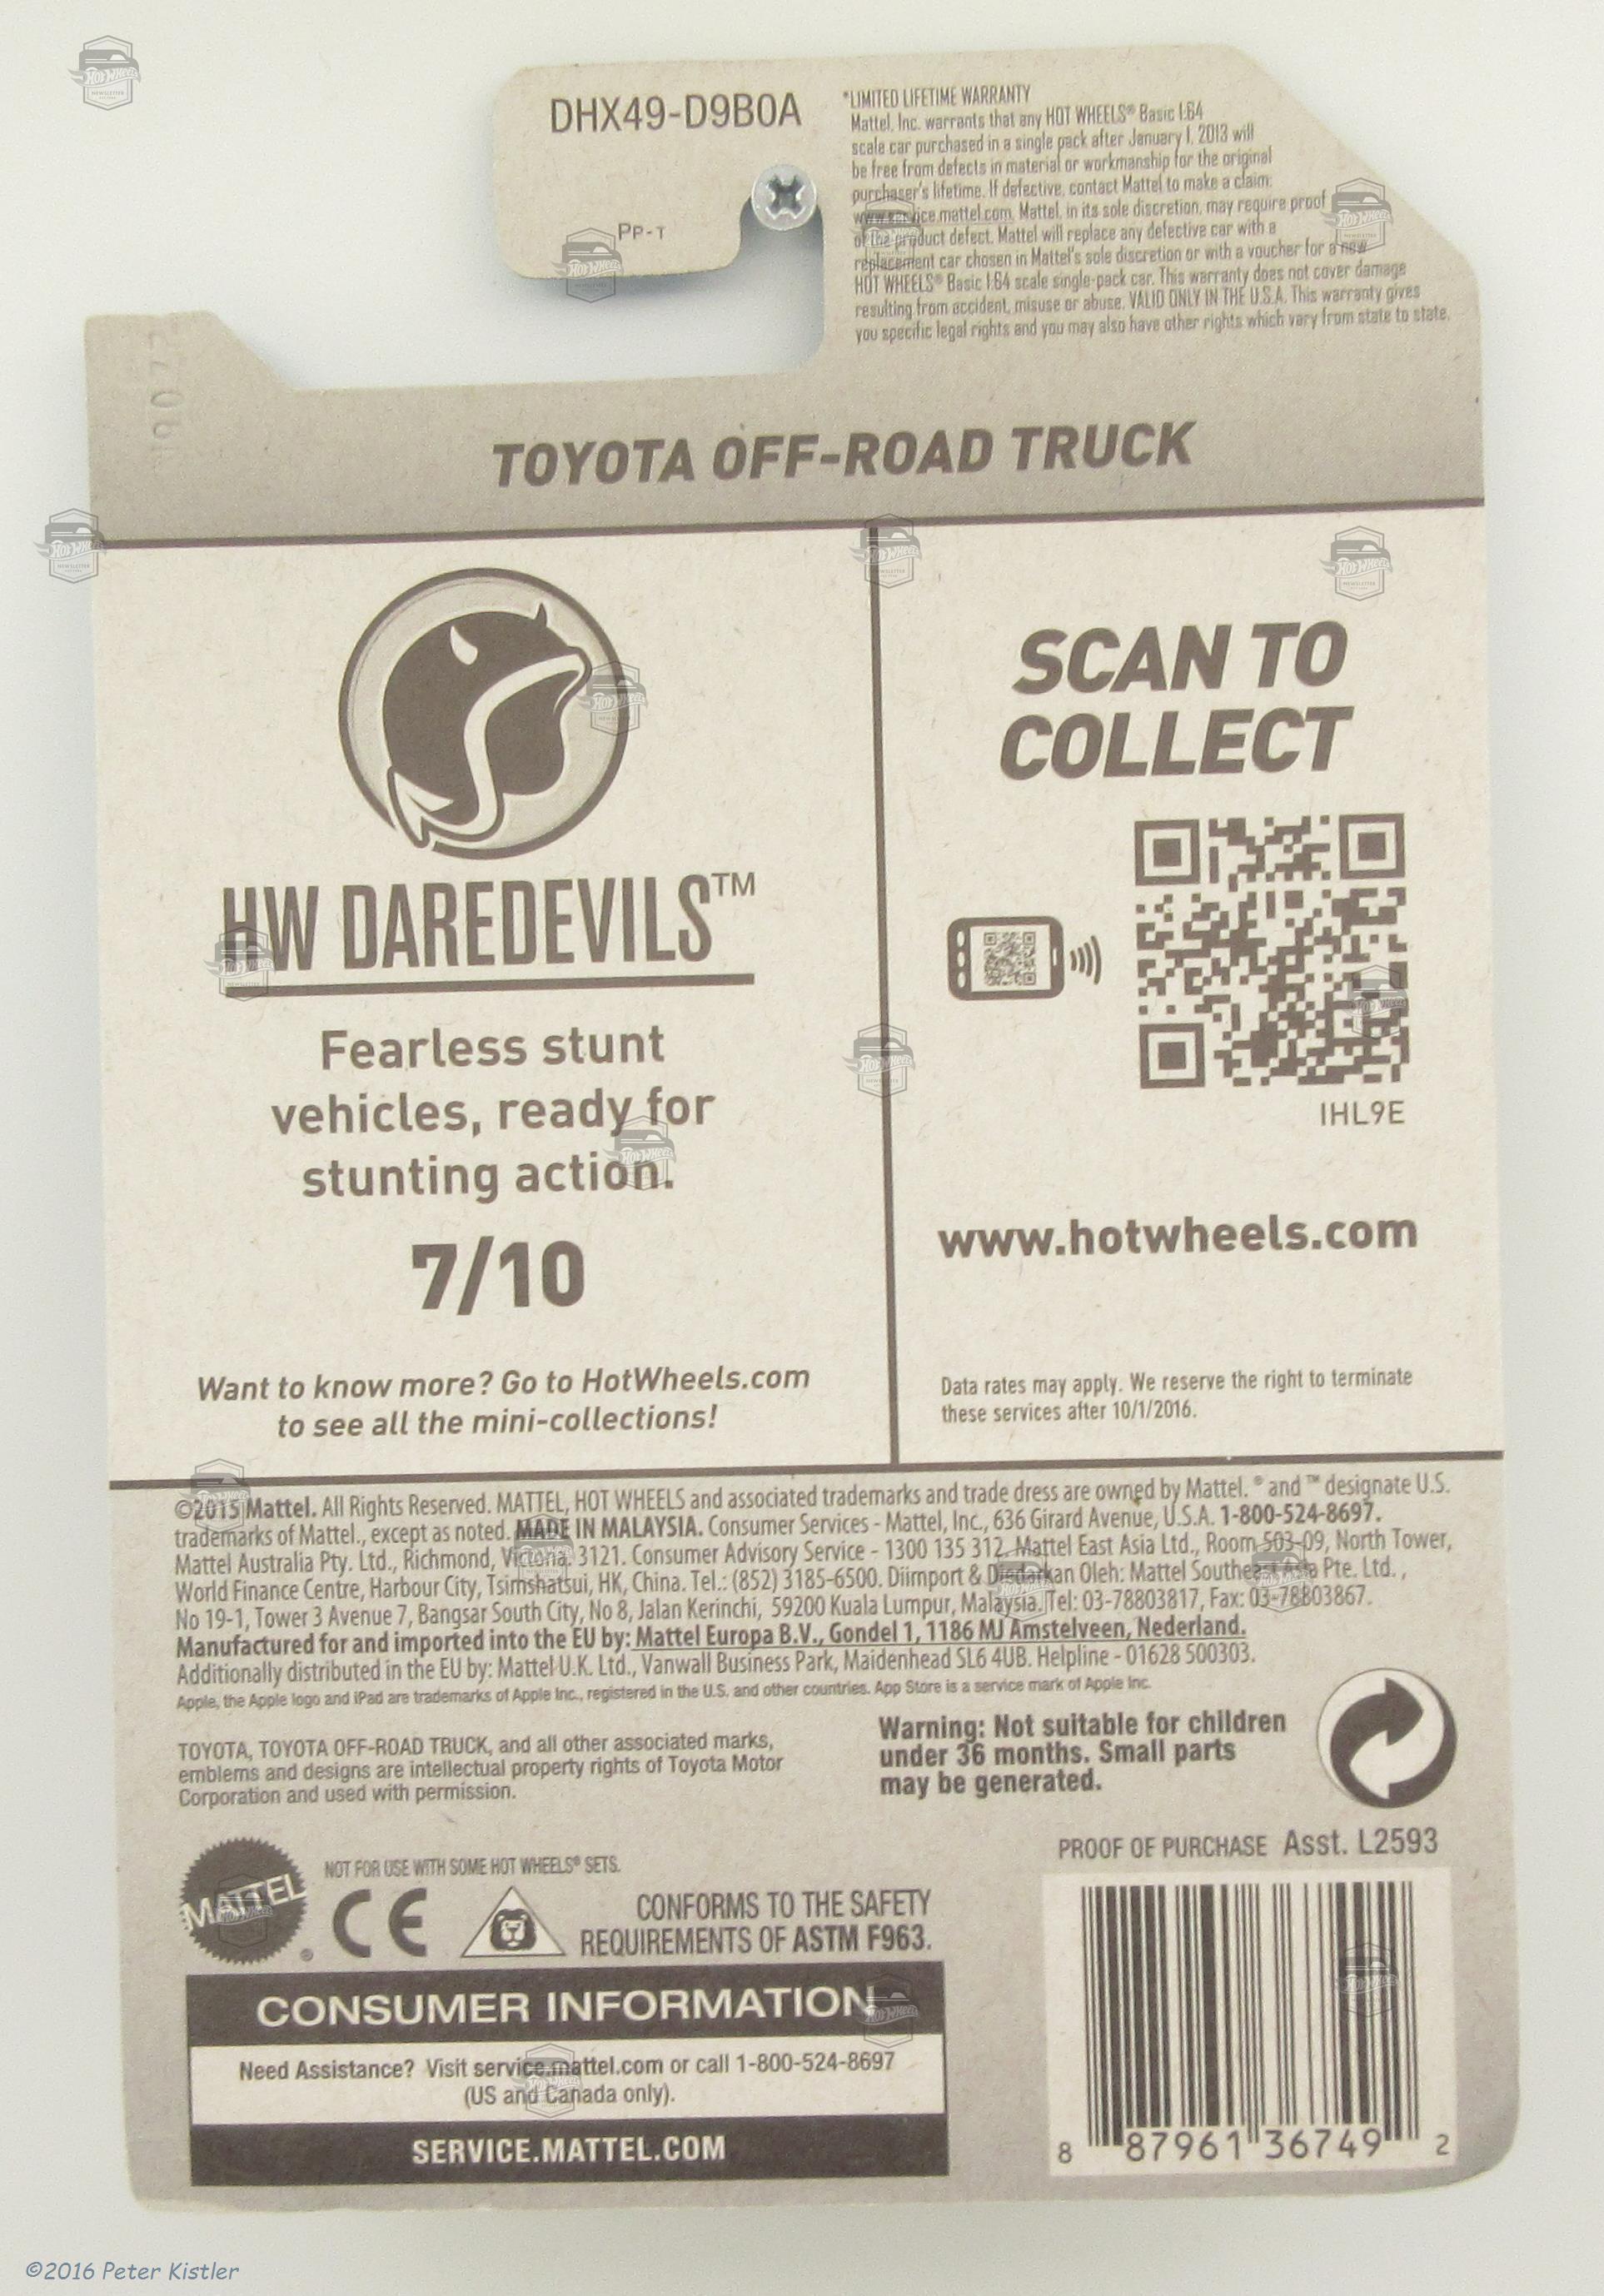 DHX49-D9B0A
PP-T
*LIMITED LIFETIME WARRANTY
Mattel, Inc. warrants that any HOT WHEELS® Basic 1:64
scale car purchased in a single pack after January 1, 2013 will
be free from defects in material or workmanship for the original
purchaser's lifetime. If defective, contact Mattel to make a claim:
www.service.mattel.com. Mattel, in its sole discretion, may require proof
of the product defect. Mattel will replace any defective car with a
replacement car chosen in Mattel's sole discretion or with a voucher for a new
HOT WHEELS® Basic 1:64 scale single-pack car. This warranty does not cover damage
resulting from accident, misuse or abuse. VALID ONLY IN THE U.S.A. This warranty gives
you specific legal rights and you may also have other rights which vary from state to state.
TOYOTA OFF-ROAD TRUCK
HW DAREDEVILS™
Fearless stunt
vehicles, ready for
stunting action.
7/10
Want to know more? Go to HotWheels.com
to see all the mini-collections!
SCAN TO
COLLECT
IHL9E
www.hotwheels.com
Data rates may apply. We reserve the right to terminate
these services after 10/1/2016.
©2015 Mattel. All Rights Reserved. MATTEL, HOT WHEELS and associated trademarks and trade dress are owned by Mattel. ® and ™ designate U.S.
trademarks of Mattel., except as noted. MADE IN MALAYSIA. Consumer Services - Mattel, Inc., 636 Girard Avenue, U.S.A. 1-800-524-8697.
Mattel Australia Pty. Ltd., Richmond, Victoria. 3121. Consumer Advisory Service - 1300 135 312. Mattel East Asia Ltd., Room 503-09, North Tower,
World Finance Centre, Harbour City, Tsimshatsui, HK, China. Tel.: (852) 3185-6500. Diimport & Diedarkan Oleh: Mattel Southeast Asia Pte. Ltd. ,
No 19-1, Tower 3 Avenue 7, Bangsar South City, No 8, Jalan Kerinchi, 59200 Kuala Lumpur, Malaysia. Tel: 03-78803817, Fax: 03-78803867.
Manufactured for and imported into the EU by: Mattel Europa B.V., Gondel 1, 1186 MJ Amstelveen, Nederland.
Additionally distributed in the EU by: Mattel U.K. Ltd., Vanwall Business Park, Maidenhead SL6 4UB. Helpline - 01628 500303.
Apple, the Apple logo and iPad are trademarks of Apple Inc., registered in the U.S. and other countries. App Store is a service mark of Apple Inc.
TOYOTA, TOYOTA OFF-ROAD TRUCK, and all other associated marks,
emblems and designs are intellectual property rights of Toyota Motor
Corporation and used with permission.
Warning: Not suitable for children
under 36 months. Small parts
may be generated.
PROOF OF PURCHASE Asst. L2593
MATTEL®
NOT FOR USE WITH SOME HOT WHEELS® SETS.
CE
CONFORMS TO THE SAFETY
REQUIREMENTS OF ASTM F963.
CONSUMER INFORMATION
Need Assistance? Visit service.mattel.com or call 1-800-524-8697
(US and Canada only).
SERVICE.MATTEL.COM
8 87961 36749 2
©2016 Peter Kistler